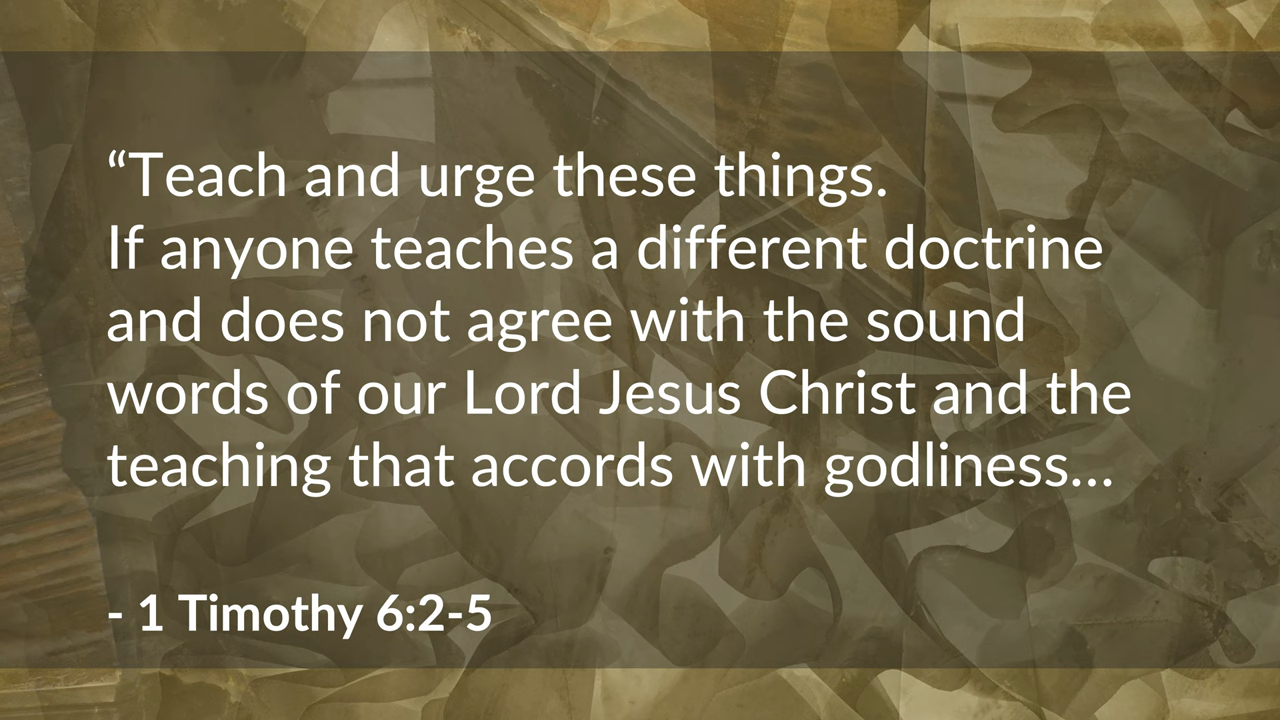 “Teach and urge these things.
If anyone teaches a different doctrine
and does not agree with the sound
words of our Lord Jesus Christ and the
teaching that accords with godliness...
- 1 Timothy 6:2-5